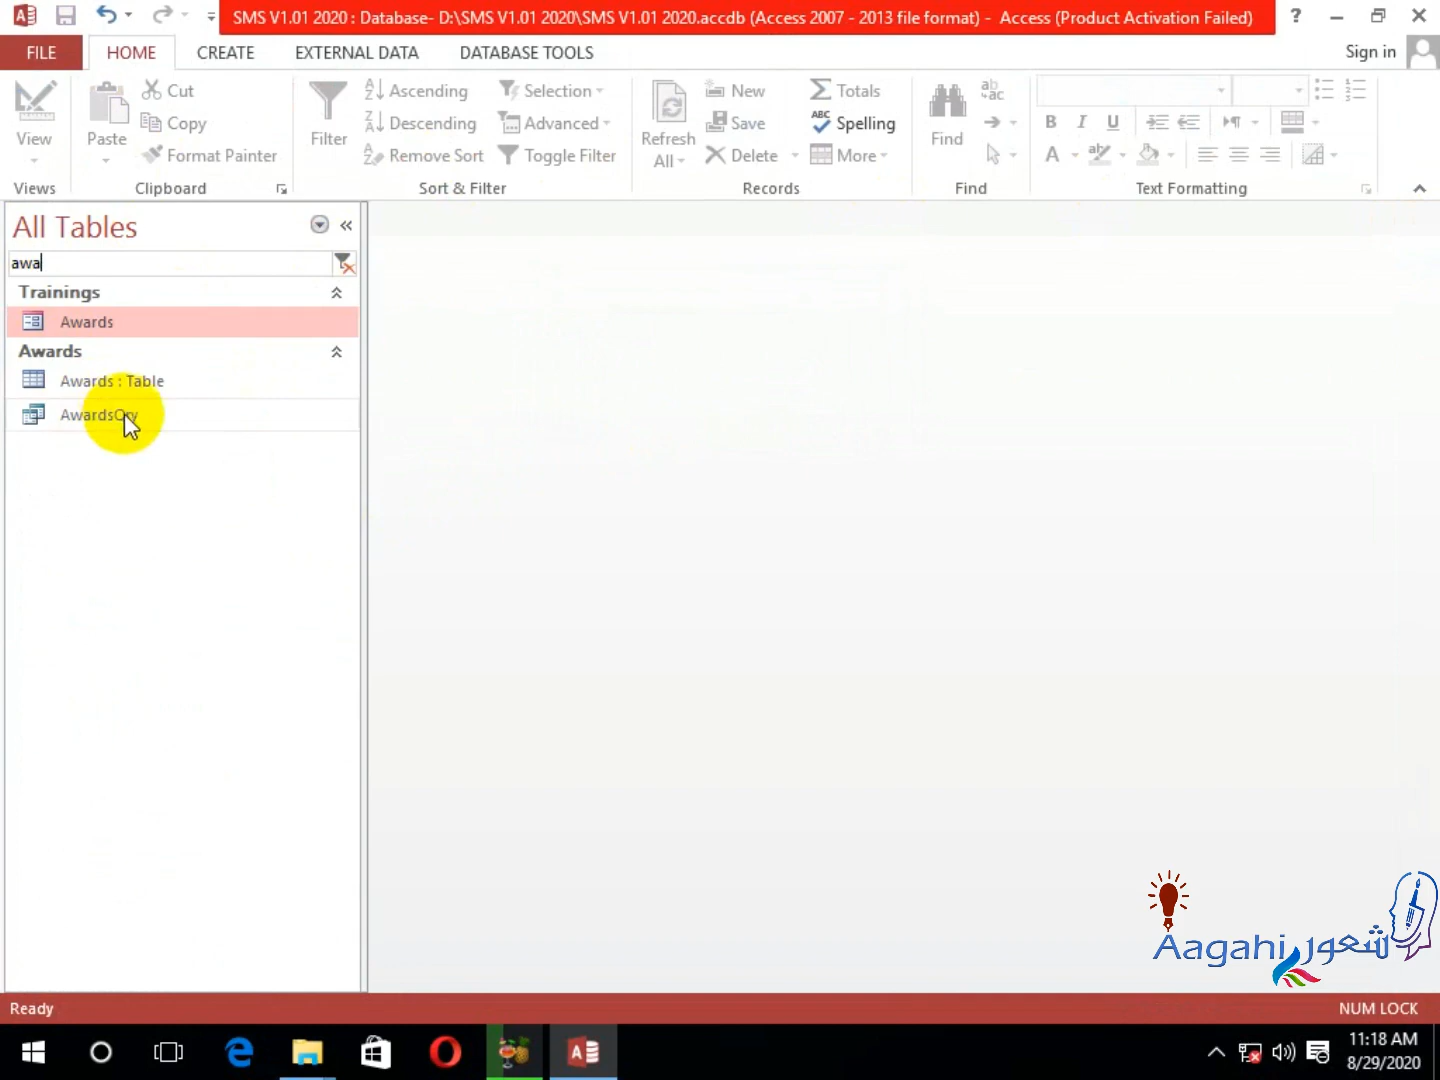 SMS V1.01 2020 : Database- D:\SMS V1.01 2020\SMS V1.01 2020.accdb (Access 2007 - 2013 file format) - Access (Product Activation Failed)
?
FILE
HOME
CREATE
EXTERNAL DATA
DATABASE TOOLS
Sign in
View
Views
Paste
Cut
Copy
Format Painter
Clipboard
Filter
Ascending
Descending
Remove Sort
Selection
Advanced
Toggle Filter
Sort & Filter
Refresh
All
New
Save
Delete
Totals
Spelling
More
Records
Find
Find
B I U
A
Text Formatting
All Tables
awa
Trainings
Awards
Awards
Awards : Table
AwardsQry
Aagahi شعور
Ready
NUM LOCK
11:18 AM
8/29/2020